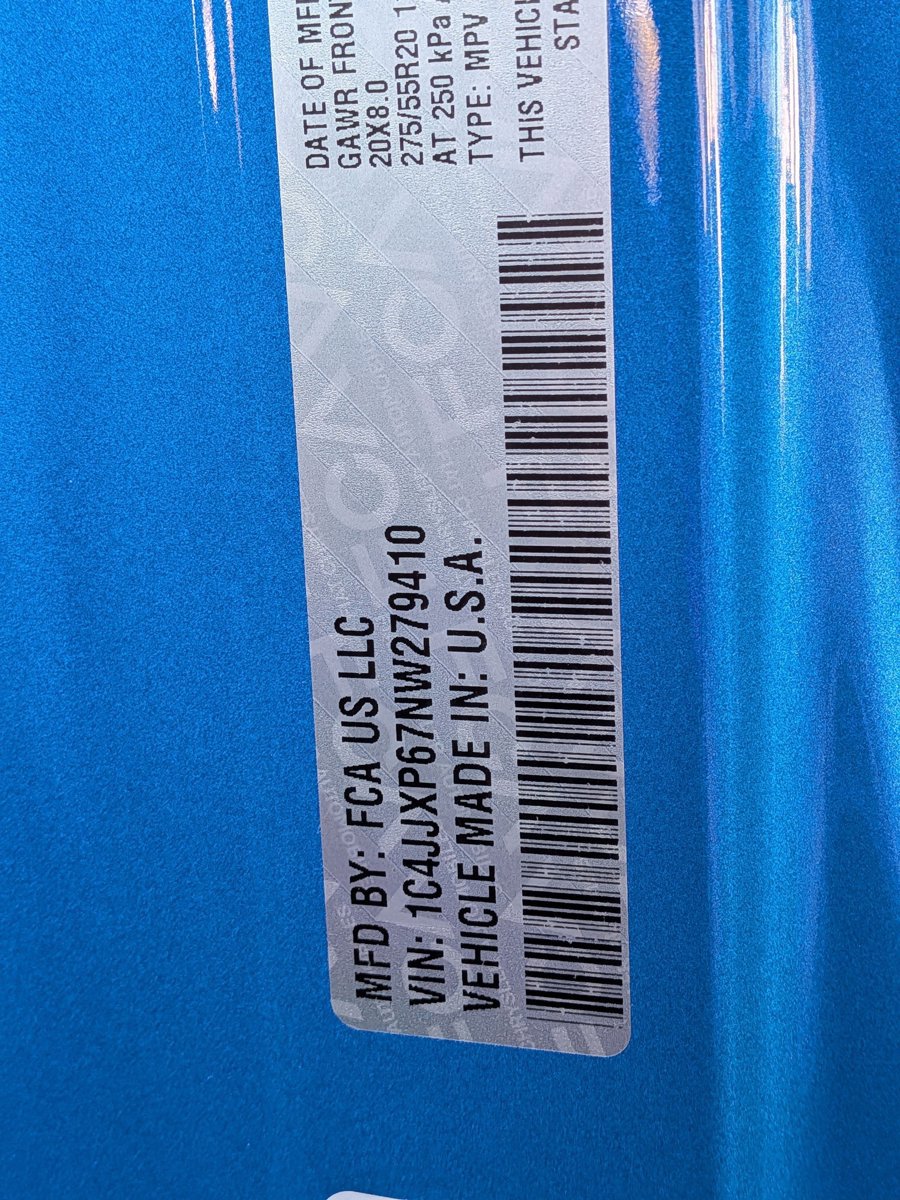 MFD BY: FCA US LLC
VIN: 1C4JJXP67NW279410
VEHICLE MADE IN: U.S.A.
DATE OF MF
GAWR FRON
20X8.0
275/55R20 1
AT 250 kPa
TYPE: MPV
THIS VEHIC
STA